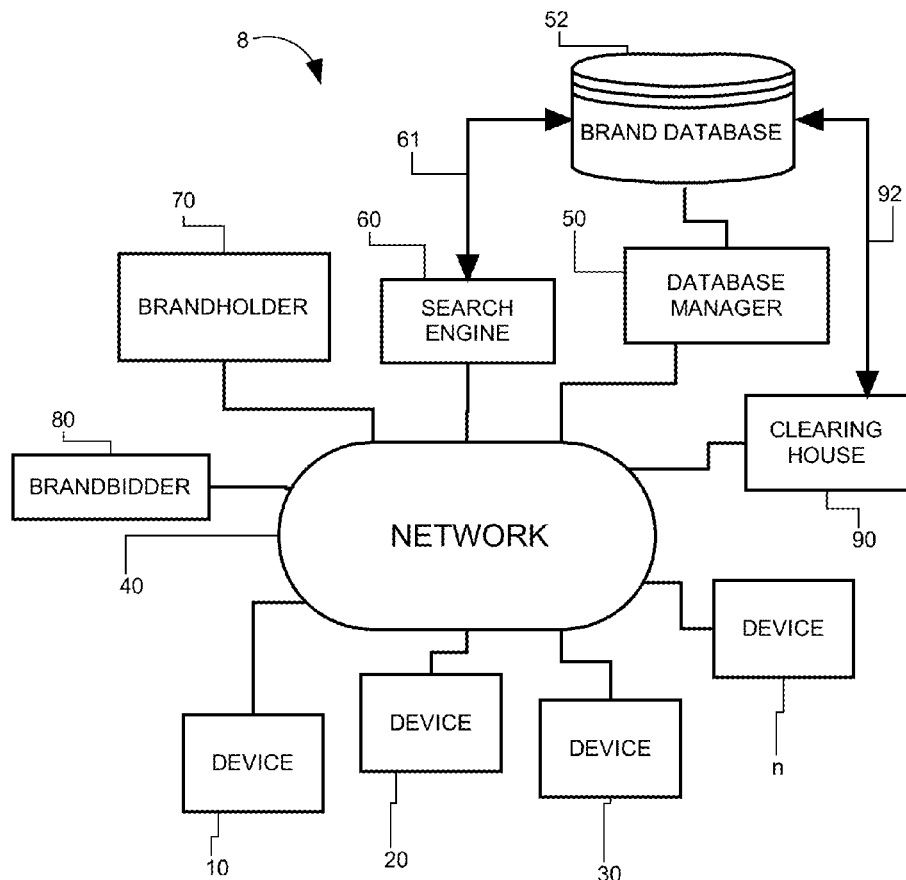 8
52
BRAND DATABASE
61
92
70
60
50
BRANDHOLDER
SEARCH
ENGINE
DATABASE
MANAGER
80
BRANDBIDDER
CLEARING
HOUSE
NETWORK
40
90
DEVICE
DEVICE
DEVICE
DEVICE
n
10
20
30